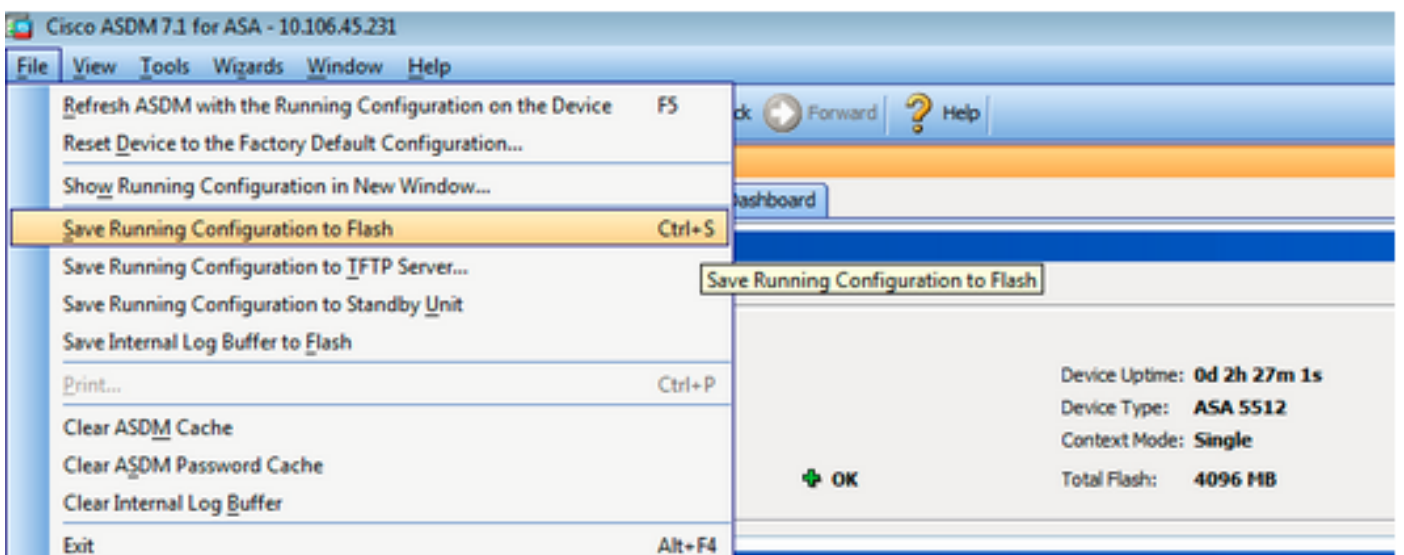 Cisco ASDM 7.1 for ASA - 10.106.45.231
File View Tools Wizards Window Help
Refresh ASDM with the Running Configuration on the Device F5
Forward Help
Reset Device to the Factory Default Configuration...
Show Running Configuration in New Window...
Save Running Configuration to Flash Ctrl+S
Save Running Configuration to TFTP Server...
Save Running Configuration to Flash
Save Running Configuration to Standby Unit
Save Internal Log Buffer to Flash
Print... Ctrl+P
Clear ASDM Cache
Clear ASDM Password Cache
Clear Internal Log Buffer
Exit Alt+F4
OK
Device Uptime: 0d 2h 27m 1s
Device Type: ASA 5512
Context Mode: Single
Total Flash: 4096 MB